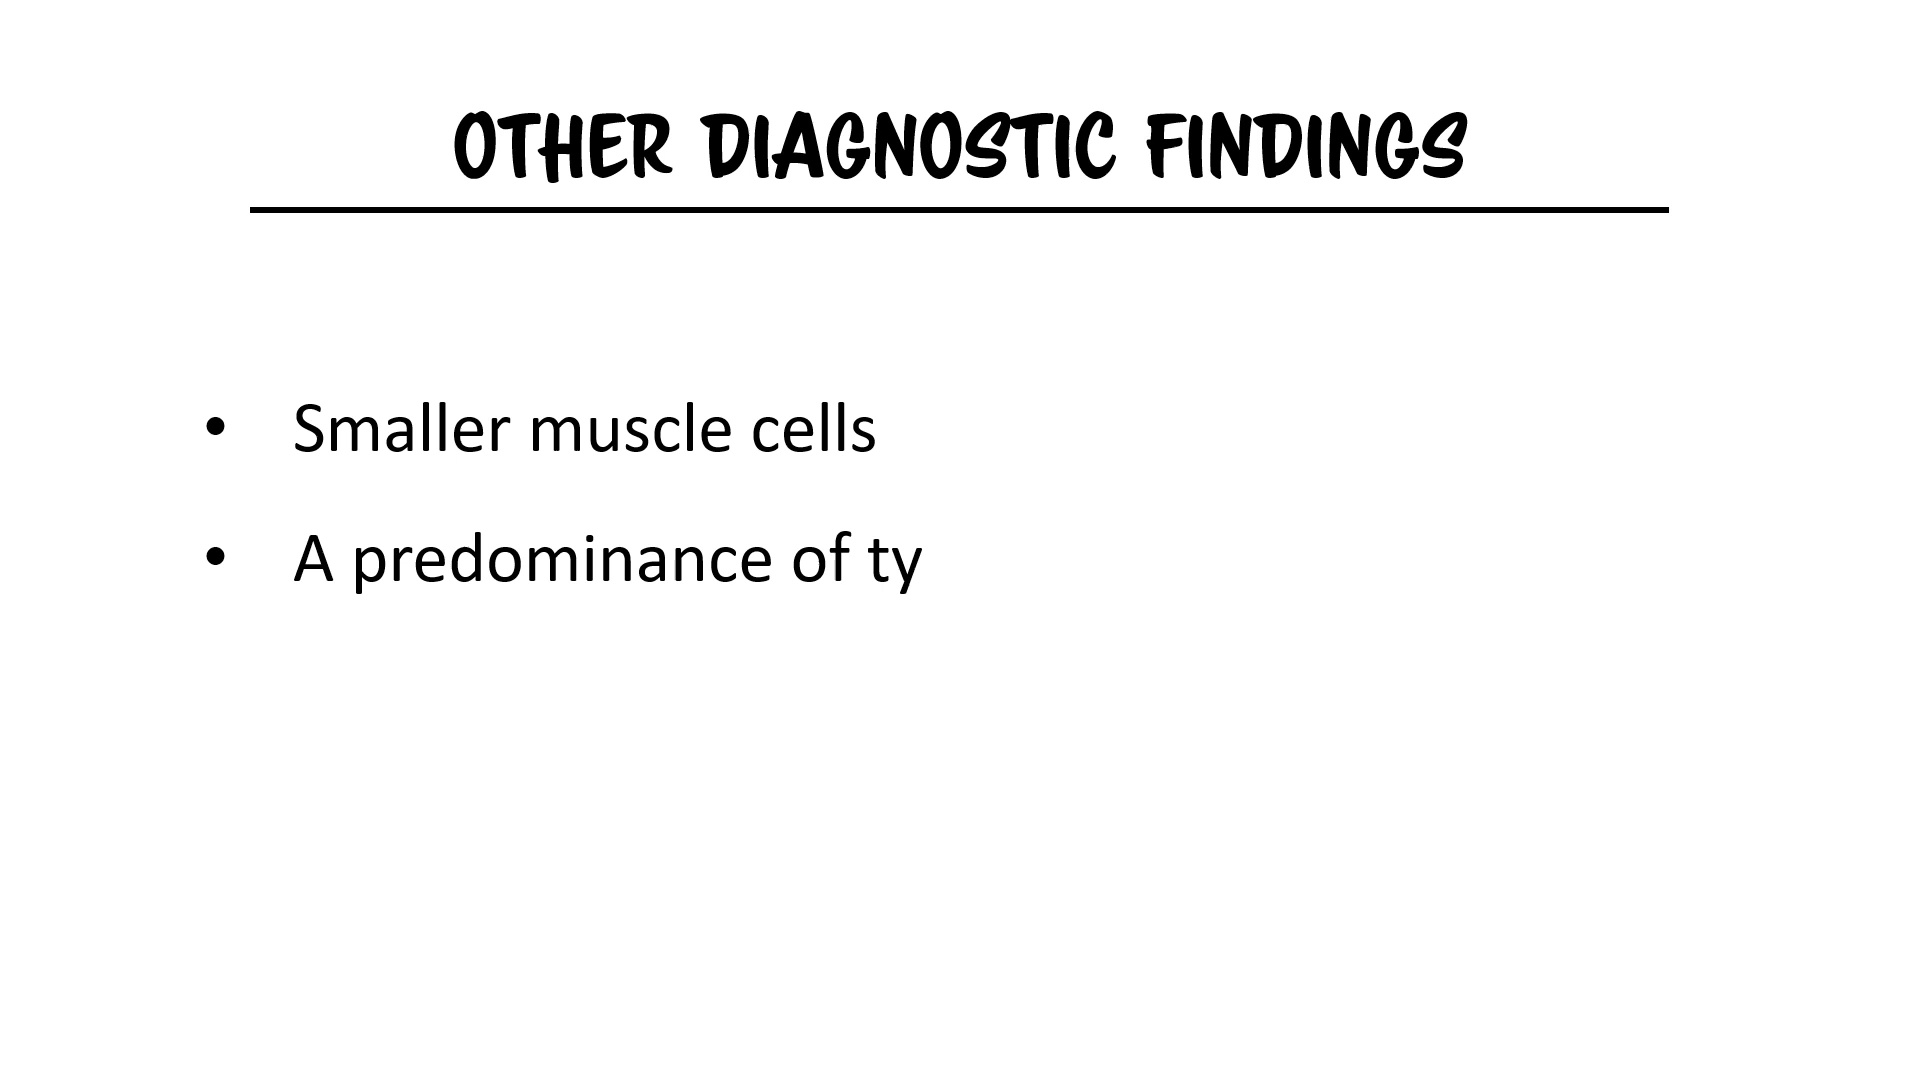 OTHER DIAGNOSTIC FINDINGS
• Smaller muscle cells
• A predominance of ty